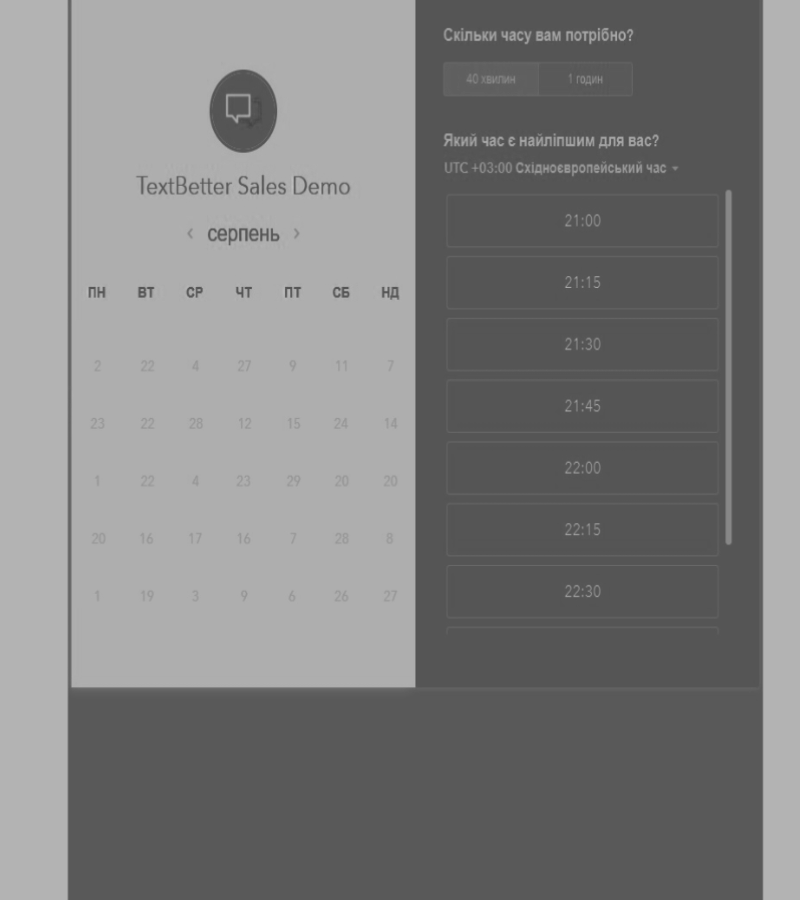 TextBetter Sales Demo
‹ серпень ›
ПН ВТ СР ЧТ ПТ СБ НД
2 22 4 27 9 11 7
23 22 28 12 15 24 14
1 22 4 23 29 20 20
20 16 17 16 7 28 8
1 19 3 9 6 26 27
Скільки часу вам потрібно?
40 хвилин 1 годин
Який час є найліпшим для вас?
UTC +03:00 Східноєвропейський час
21:00
21:15
21:30
21:45
22:00
22:15
22:30